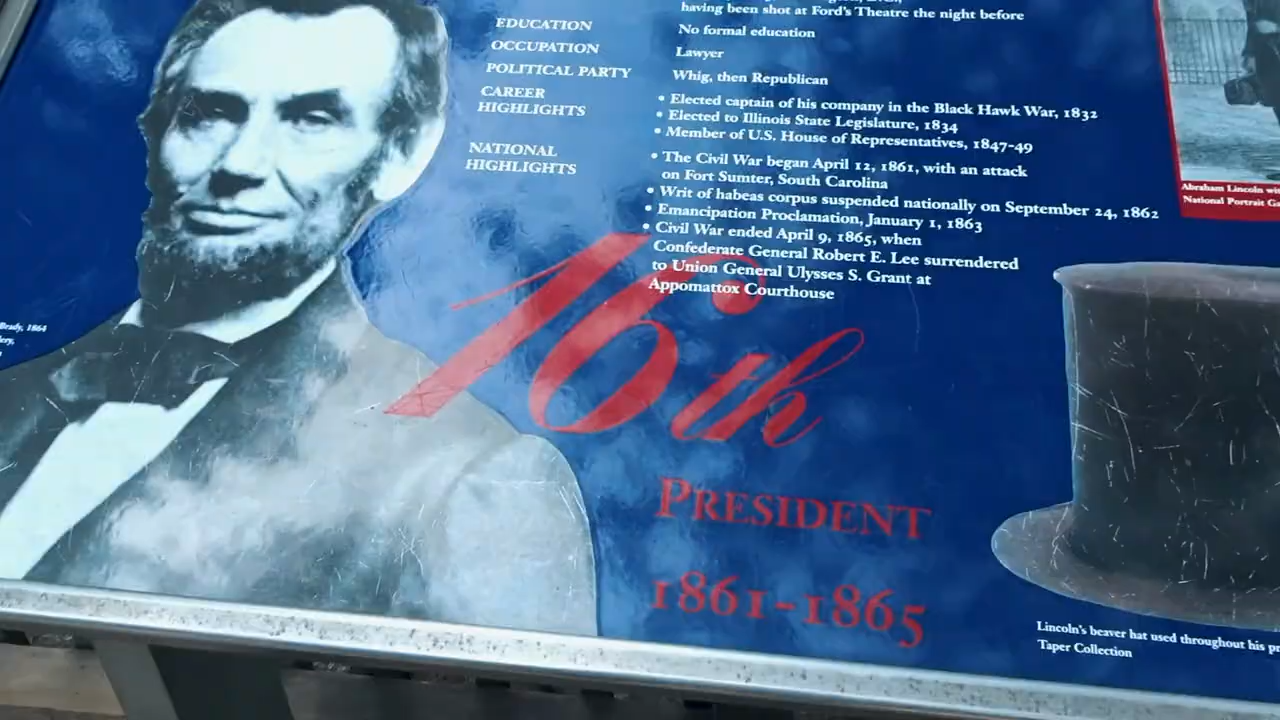 having been shot at Ford's Theatre the night before
EDUCATION No formal education
OCCUPATION Lawyer
POLITICAL PARTY Whig, then Republican
CAREER HIGHLIGHTS
• Elected captain of his company in the Black Hawk War, 1832
• Elected to Illinois State Legislature, 1834
• Member of U.S. House of Representatives, 1847-49
NATIONAL HIGHLIGHTS
• The Civil War began April 12, 1861, with an attack
on Fort Sumter, South Carolina
• Writ of habeas corpus suspended nationally on September 24, 1862
• Emancipation Proclamation, January 1, 1863
• Civil War ended April 9, 1865, when
Confederate General Robert E. Lee surrendered
to Union General Ulysses S. Grant at
Appomattox Courthouse
16th
PRESIDENT
1861-1865
Abraham Lincoln
National Portrait
Brady, 1864
Lincoln's beaver hat used throughout his
Taper Collection